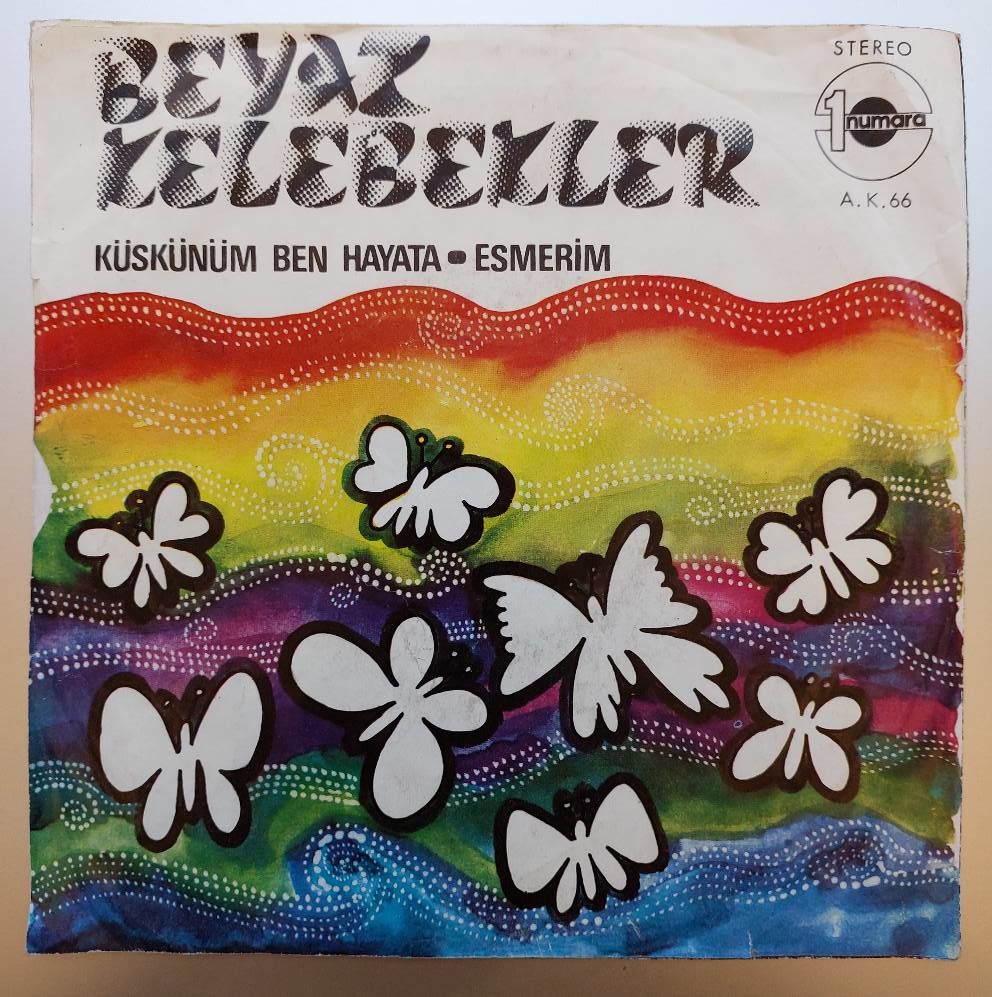 BEYAZ
KELEBEKLER
STEREO
1 numara
A.K.66
KÜSKÜNÜM BEN HAYATA • ESMERİM